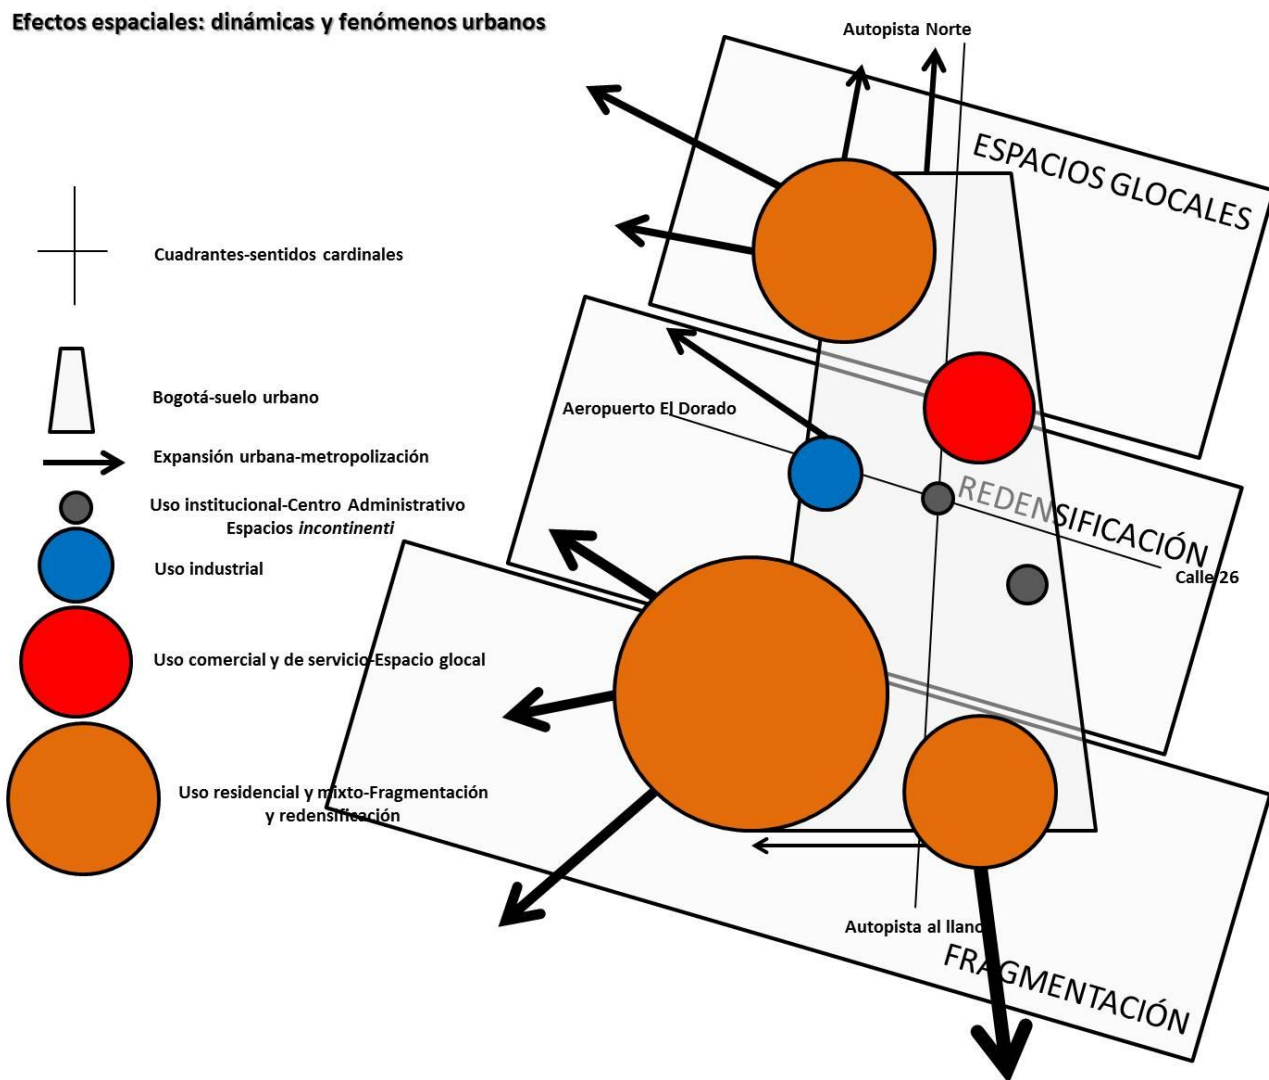 Efectos espaciales: dinámicas y fenómenos urbanos
Autopista Norte
ESPACIOS GLOCALES
Cuadrantes-sentidos cardinales
Bogotá-suelo urbano
Aeropuerto El Dorado
Expansión urbana-metropolización
REDENSIFICACIÓN
Uso institucional-Centro Administrativo
Espacios incontinenti
Calle 26
Uso industrial
Uso comercial y de servicio-Espacio glocal
Uso residencial y mixto-Fragmentación
y redensificación
Autopista al llano
FRAGMENTACIÓN